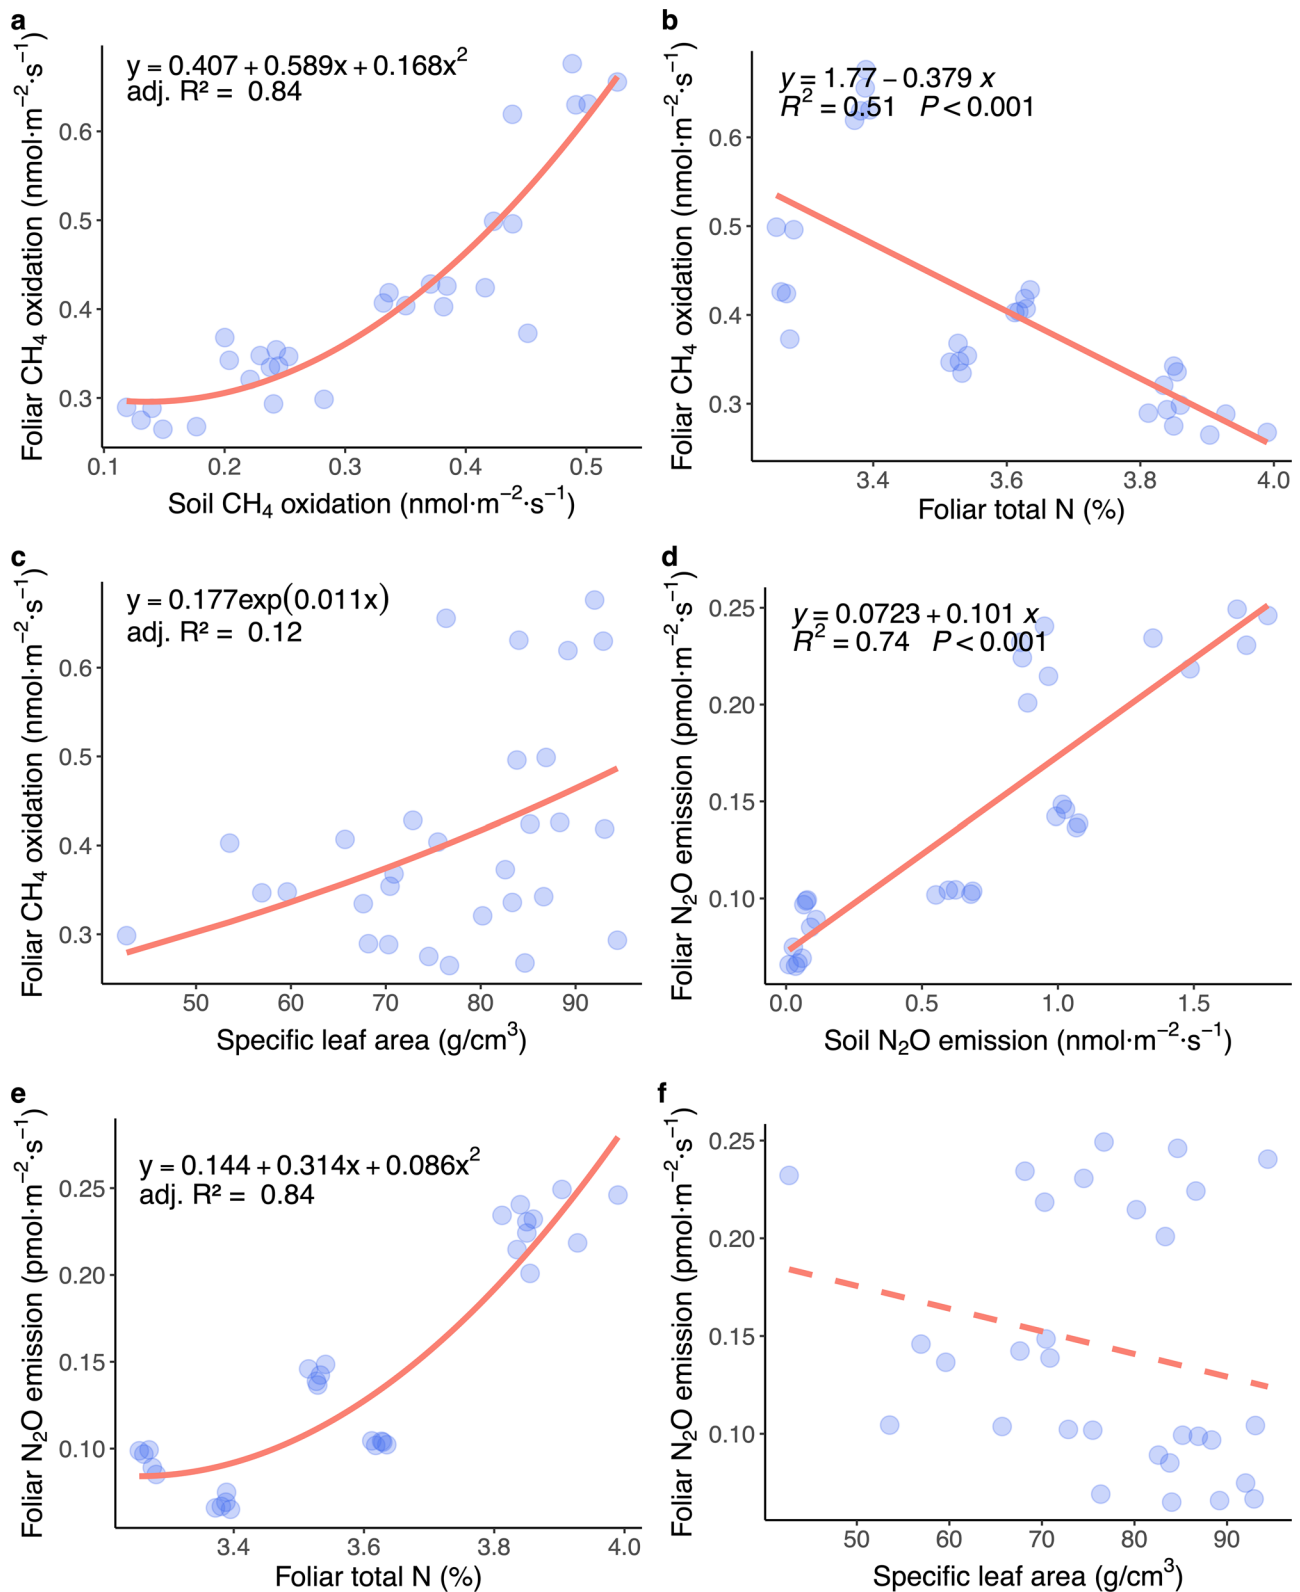 a
y = 0.407 + 0.589x + 0.168x²
adj. R² = 0.84
Foliar CH₄ oxidation (nmol·m⁻²·s⁻¹)
0.6
0.5
0.4
0.3
0.1 0.2 0.3 0.4 0.5
Soil CH₄ oxidation (nmol·m⁻²·s⁻¹)
b
y = 1.77 − 0.379 x
R² = 0.51 P < 0.001
Foliar CH₄ oxidation (nmol·m⁻²·s⁻¹)
0.6
0.5
0.4
0.3
3.4 3.6 3.8 4.0
Foliar total N (%)
c
y = 0.177exp(0.011x)
adj. R² = 0.12
Foliar CH₄ oxidation (nmol·m⁻²·s⁻¹)
0.6
0.5
0.4
0.3
50 60 70 80 90
Specific leaf area (g/cm³)
d
y = 0.0723 + 0.101 x
R² = 0.74 P < 0.001
Foliar N₂O emission (pmol·m⁻²·s⁻¹)
0.25
0.20
0.15
0.10
0.0 0.5 1.0 1.5
Soil N₂O emission (nmol·m⁻²·s⁻¹)
e
y = 0.144 + 0.314x + 0.086x²
adj. R² = 0.84
Foliar N₂O emission (pmol·m⁻²·s⁻¹)
0.25
0.20
0.15
0.10
3.4 3.6 3.8 4.0
Foliar total N (%)
f
Foliar N₂O emission (pmol·m⁻²·s⁻¹)
0.25
0.20
0.15
0.10
50 60 70 80 90
Specific leaf area (g/cm³)